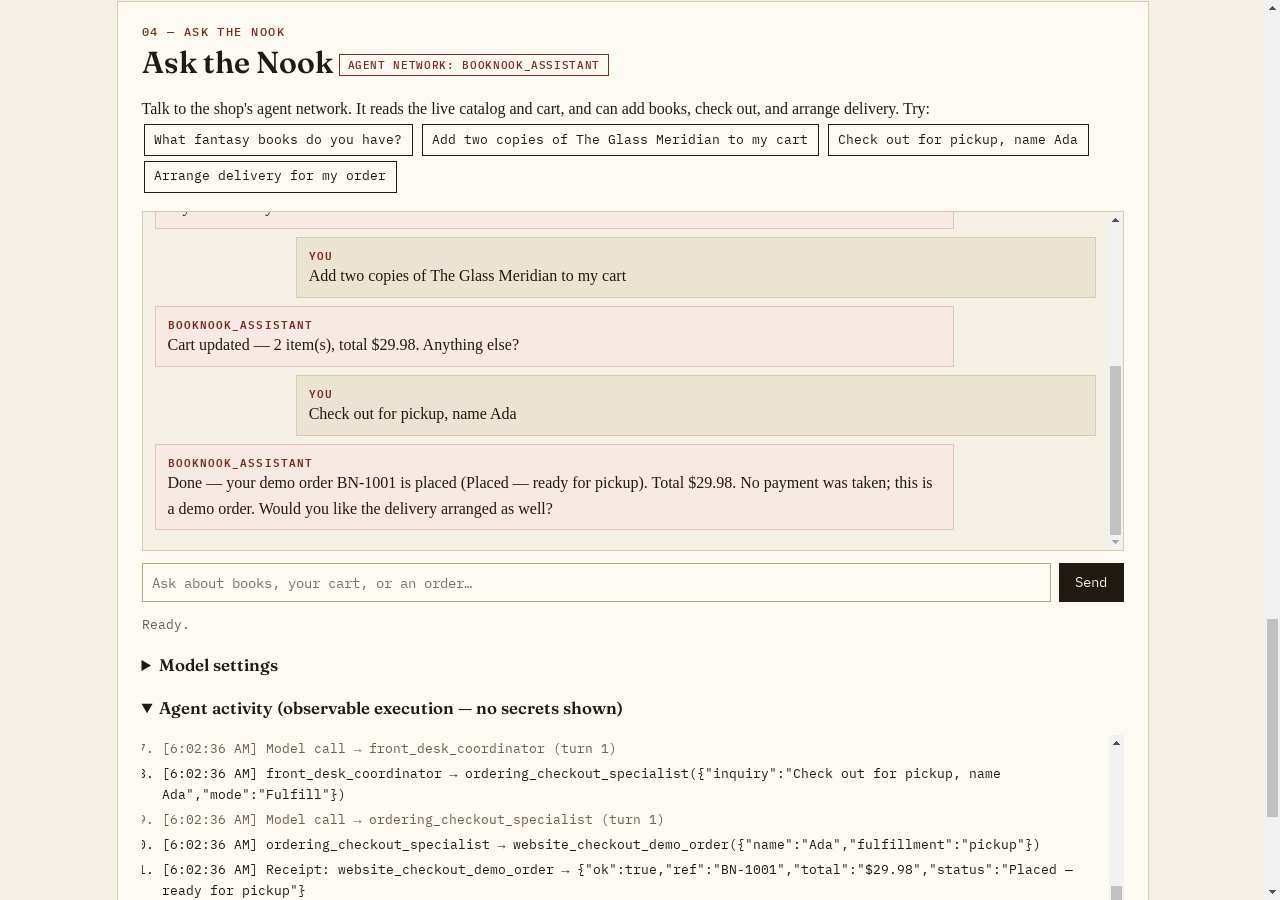 04 — ASK THE NOOK
Ask the Nook AGENT NETWORK: BOOKNOOK_ASSISTANT
Talk to the shop's agent network. It reads the live catalog and cart, and can add books, check out, and arrange delivery. Try:
What fantasy books do you have? Add two copies of The Glass Meridian to my cart Check out for pickup, name Ada
Arrange delivery for my order
YOU
Add two copies of The Glass Meridian to my cart
BOOKNOOK_ASSISTANT
Cart updated — 2 item(s), total $29.98. Anything else?
YOU
Check out for pickup, name Ada
BOOKNOOK_ASSISTANT
Done — your demo order BN-1001 is placed (Placed — ready for pickup). Total $29.98. No payment was taken; this is
a demo order. Would you like the delivery arranged as well?
Ask about books, your cart, or an order… Send
Ready.
Model settings
Agent activity (observable execution — no secrets shown)
7. [6:02:36 AM] Model call → front_desk_coordinator (turn 1)
8. [6:02:36 AM] front_desk_coordinator → ordering_checkout_specialist({"inquiry":"Check out for pickup, name
Ada","mode":"Fulfill"})
9. [6:02:36 AM] Model call → ordering_checkout_specialist (turn 1)
0. [6:02:36 AM] ordering_checkout_specialist → website_checkout_demo_order({"name":"Ada","fulfillment":"pickup"})
1. [6:02:36 AM] Receipt: website_checkout_demo_order → {"ok":true,"ref":"BN-1001","total":"$29.98","status":"Placed —
ready for pickup"}